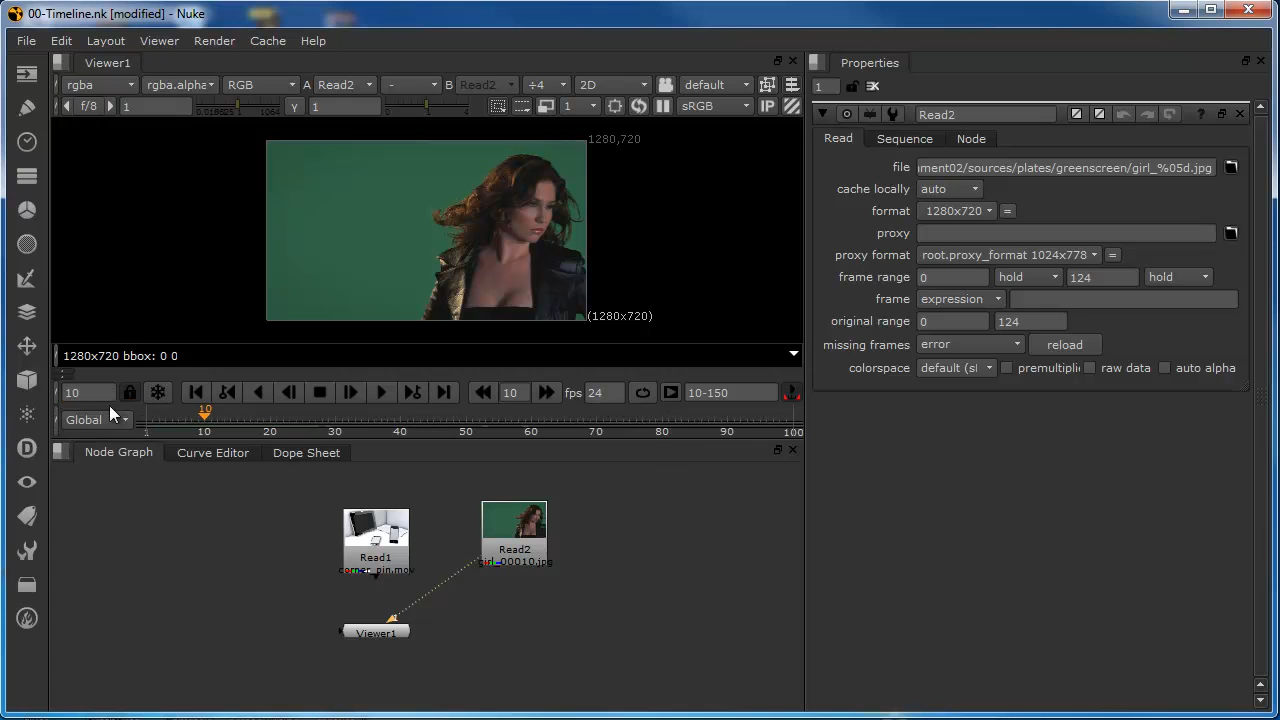 00-Timeline.nk [modified] - Nuke
File Edit Layout Viewer Render Cache Help
Viewer1
rgba rgba.alpha RGB A Read2 - B Read2 ÷4 2D default
f/8 1 γ 1 1 sRGB IP
1280,720
(1280x720)
1280x720 bbox: 0 0
10 10 fps 24 10-150
Global 10
1 10 20 30 40 50 60 70 80 90 100
Node Graph Curve Editor Dope Sheet
Read1
corner_pin.mov
Read2
girl_00010.jpg
1
Viewer1
Properties
1
Read2
Read Sequence Node
file ment02/sources/plates/greenscreen/girl_%05d.jpg
cache locally auto
format 1280x720 =
proxy
proxy format root.proxy_format 1024x778 =
frame range 0 hold 124 hold
frame expression
original range 0 124
missing frames error reload
colorspace default (sl premultipli raw data auto alpha